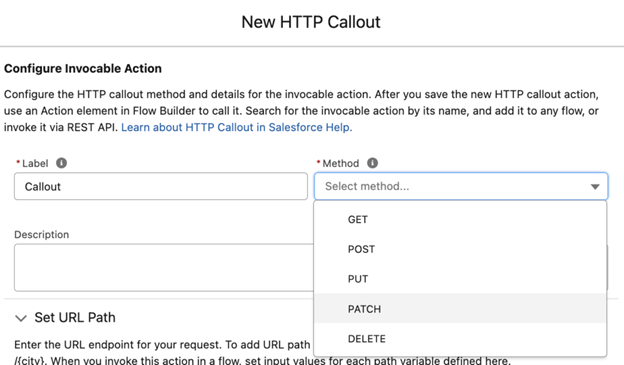 New HTTP Callout
Configure Invocable Action
Configure the HTTP callout method and details for the invocable action. After you save the new HTTP callout action,
use an Action element in Flow Builder to call it. Search for the invocable action by its name, and add it to any flow, or
invoke it via REST API. Learn about HTTP Callout in Salesforce Help.
* Label
* Method
Callout
Select method...
GET
POST
Description
PUT
PATCH
Set URL Path
DELETE
Enter the URL endpoint for your request. To add URL path
/{city}. When you invoke this action in a flow, set input values for each path variable defined here.